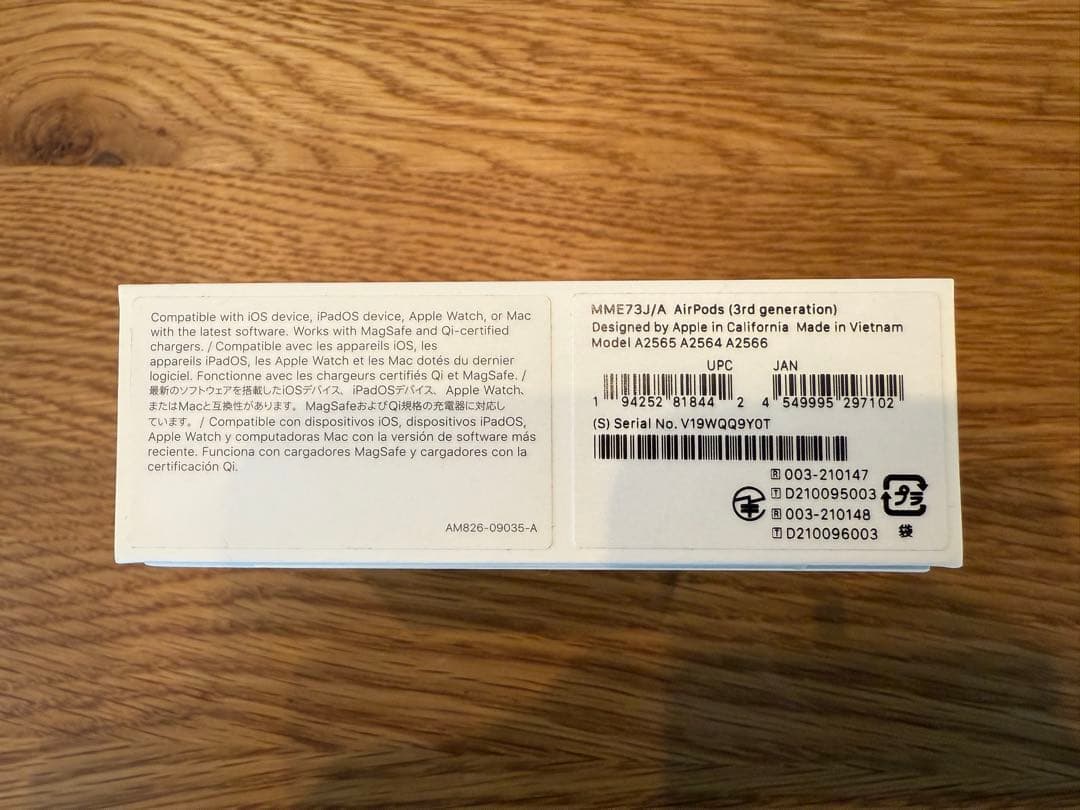 Compatible with iOS device, iPadOS device, Apple Watch, or Mac
with the latest software. Works with MagSafe and Qi-certified
chargers. / Compatible avec les appareils iOS, les
appareils iPadOS, les Apple Watch et les Mac dotés du dernier
logiciel. Fonctionne avec les chargeurs certifiés Qi et MagSafe. /
最新のソフトウェアを搭載したiOSデバイス、iPadOSデバイス、Apple Watch、
またはMacと互換性があります。MagSafeおよびQi規格の充電器に対応し
ています。/ Compatible con dispositivos iOS, dispositivos iPadOS,
Apple Watch y computadoras Mac con la versión de software más
reciente. Funciona con cargadores MagSafe y cargadores con la
certificación Qi.
AM826-09035-A
MME73J/A AirPods (3rd generation)
Designed by Apple in California Made in Vietnam
Model A2565 A2564 A2566
UPC JAN
1 94252 81844 2 4 549995 297102
(S) Serial No. V19WQQ9Y0T
R 003-210147
T D210095003
R 003-210148
T D210096003
プラ
袋